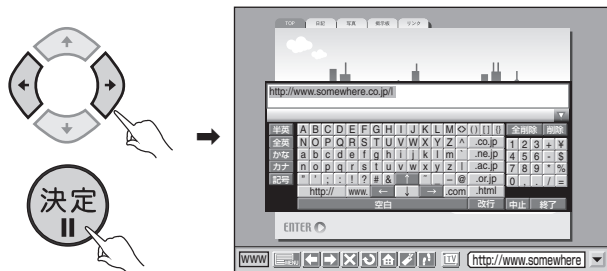 TOP 日記 写真 掲示板 リンク
http://www.somewhere.co.jp/l
半英 A B C D E F G H I J K L M <> () [] {} 全削除 削除
全英 N O P Q R S T U V W X Y Z ^ .co.jp 1 2 3 + ¥
かな a b c d e f g h i j k l m ` .ne.jp 4 5 6 - $
カナ n o p q r s t u v w x y z | .ac.jp 7 8 9 * %
記号 " ' ; : ! ? # & ↑ ~ _ @ .or.jp 0 , . / =
http:// www. ← ↓ → .com .html
空白 改行 中止 終了
決定
ENTER
WWW MENU TV http://www.somewhere